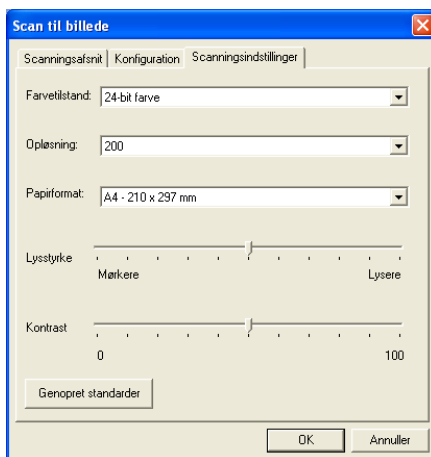 Scan til billede
Scanningsafsnit Konfiguration Scanningsindstillinger
Farvetilstand: 24-bit farve
Opløsning: 200
Papirformat: A4 - 210 x 297 mm
Lysstyrke
Mørkere Lysere
Kontrast
0 100
Genopret standarder
OK Annuller